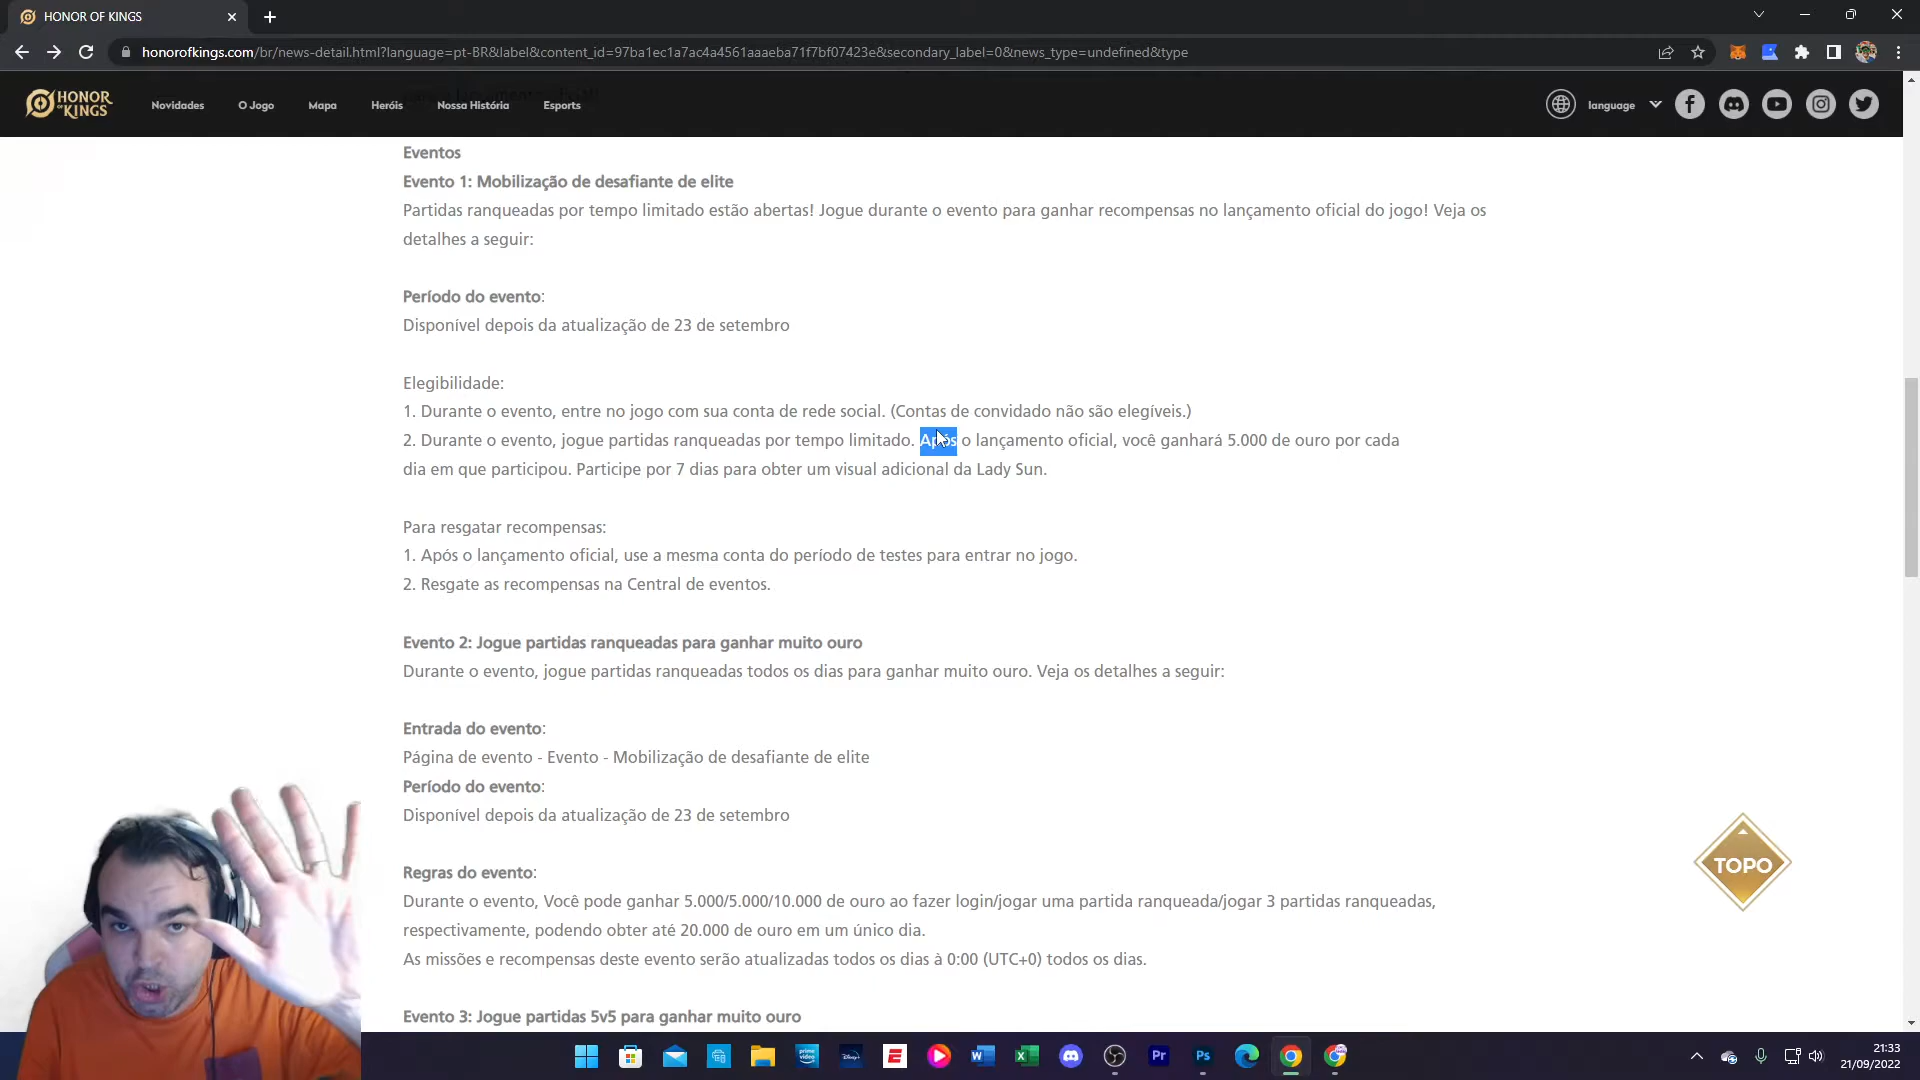 HONOR OF KINGS
honorofkings.com/br/news-detail.html?language=pt-BR&label&content_id=97ba1ec1a7ac4a4561aaaeba71f7bf07423e&secondary_label=0&news_type=undefined&type
HONOR OF KINGS
Novidades O Jogo Mapa Heróis Nossa História Esports language
Eventos
Evento 1: Mobilização de desafiante de elite
Partidas ranqueadas por tempo limitado estão abertas! Jogue durante o evento para ganhar recompensas no lançamento oficial do jogo! Veja os
detalhes a seguir:
Período do evento:
Disponível depois da atualização de 23 de setembro
Elegibilidade:
1. Durante o evento, entre no jogo com sua conta de rede social. (Contas de convidado não são elegíveis.)
2. Durante o evento, jogue partidas ranqueadas por tempo limitado. Após o lançamento oficial, você ganhará 5.000 de ouro por cada
dia em que participou. Participe por 7 dias para obter um visual adicional da Lady Sun.
Para resgatar recompensas:
1. Após o lançamento oficial, use a mesma conta do período de testes para entrar no jogo.
2. Resgate as recompensas na Central de eventos.
Evento 2: Jogue partidas ranqueadas para ganhar muito ouro
Durante o evento, jogue partidas ranqueadas todos os dias para ganhar muito ouro. Veja os detalhes a seguir:
Entrada do evento:
Página de evento - Evento - Mobilização de desafiante de elite
Período do evento:
Disponível depois da atualização de 23 de setembro
TOPO
Regras do evento:
Durante o evento, Você pode ganhar 5.000/5.000/10.000 de ouro ao fazer login/jogar uma partida ranqueada/jogar 3 partidas ranqueadas,
respectivamente, podendo obter até 20.000 de ouro em um único dia.
As missões e recompensas deste evento serão atualizadas todos os dias à 0:00 (UTC+0) todos os dias.
Evento 3: Jogue partidas 5v5 para ganhar muito ouro
prime video
Disney+
E
W
X
Pr
Ps
21:33
21/09/2022